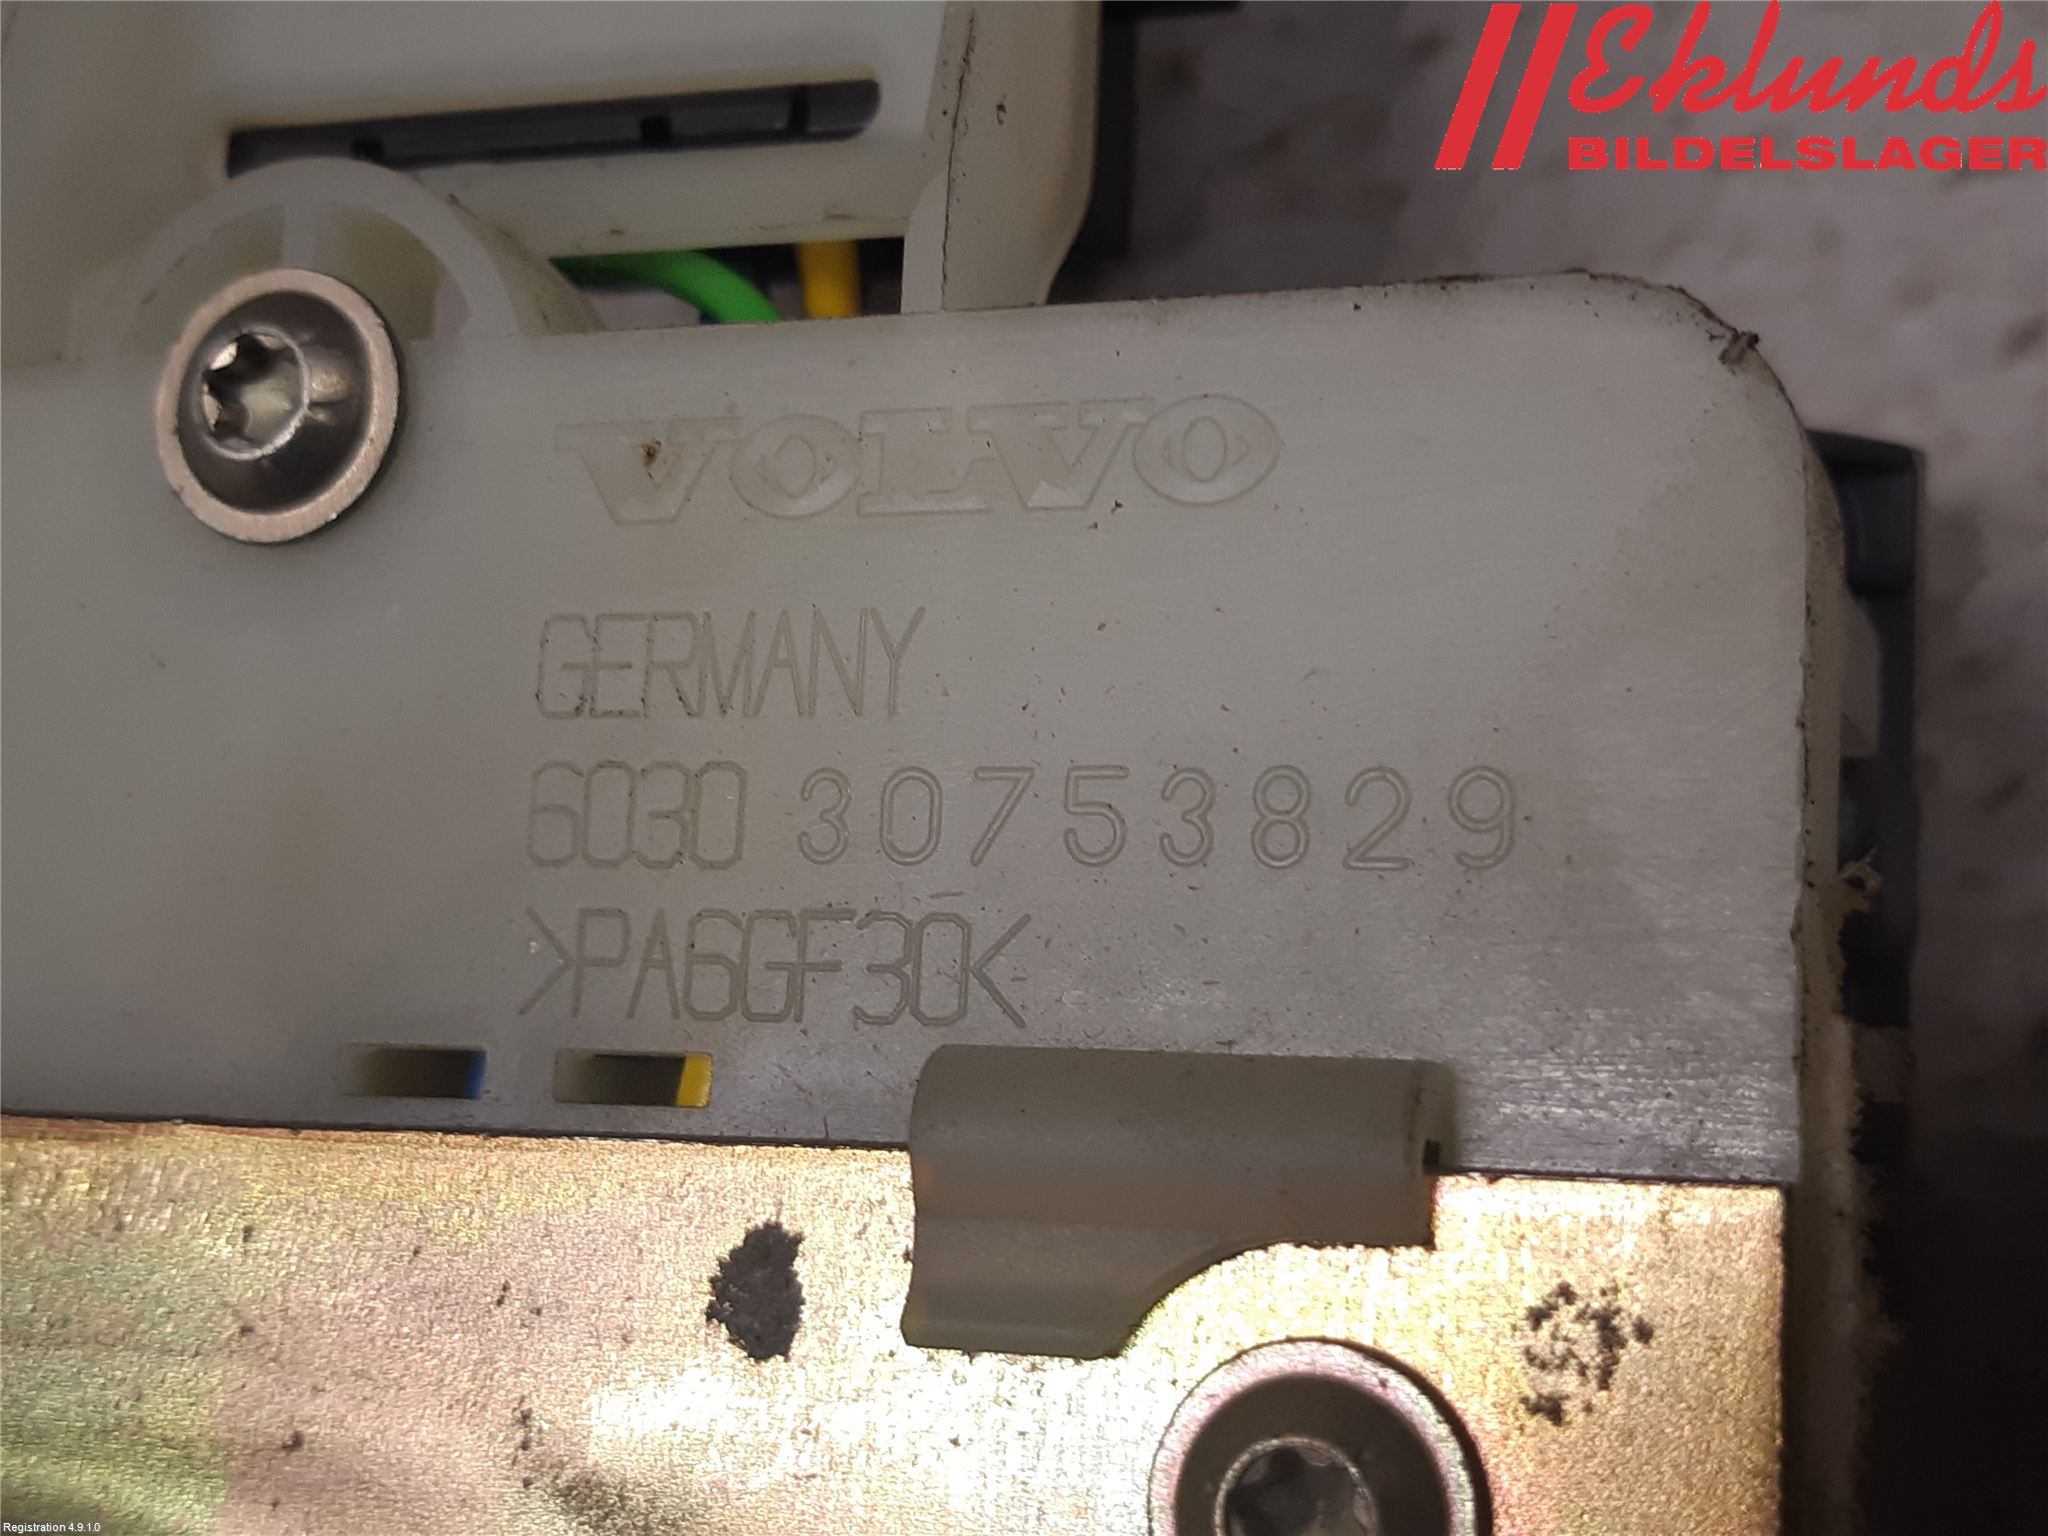 Eklunds
BILDELSLAGER
VOLVO
GERMANY
6030 30753829
>PA6GF30<
Registration 4.9.1.0